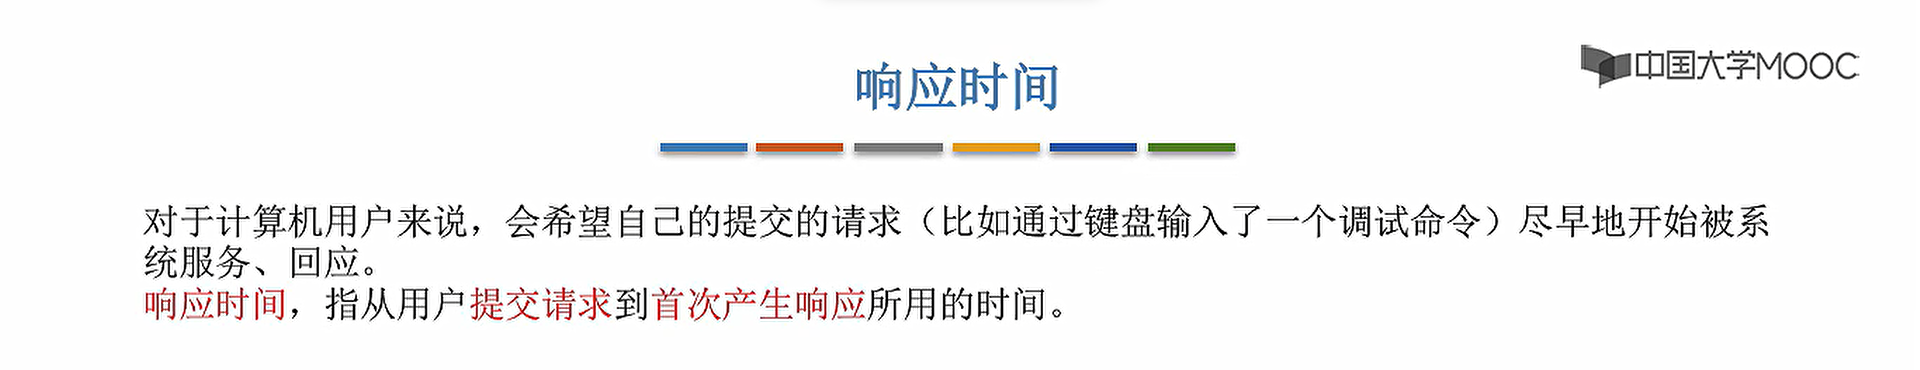 响应时间
中国大学MOOC
对于计算机用户来说，会希望自己的提交的请求（比如通过键盘输入了一个调试命令）尽早地开始被系
统服务、回应。
响应时间，指从用户提交请求到首次产生响应所用的时间。